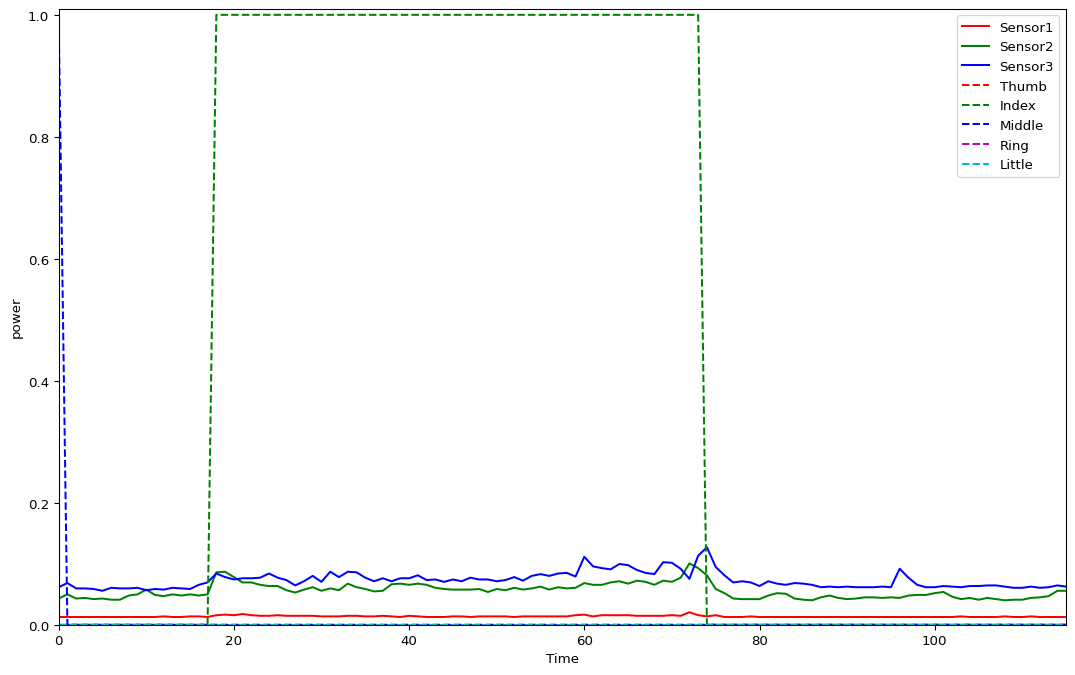 1.0
0.8
0.6
0.4
0.2
0.0
power
0
20
40
60
80
100
Time
Sensor1
Sensor2
Sensor3
Thumb
Index
Middle
Ring
Little